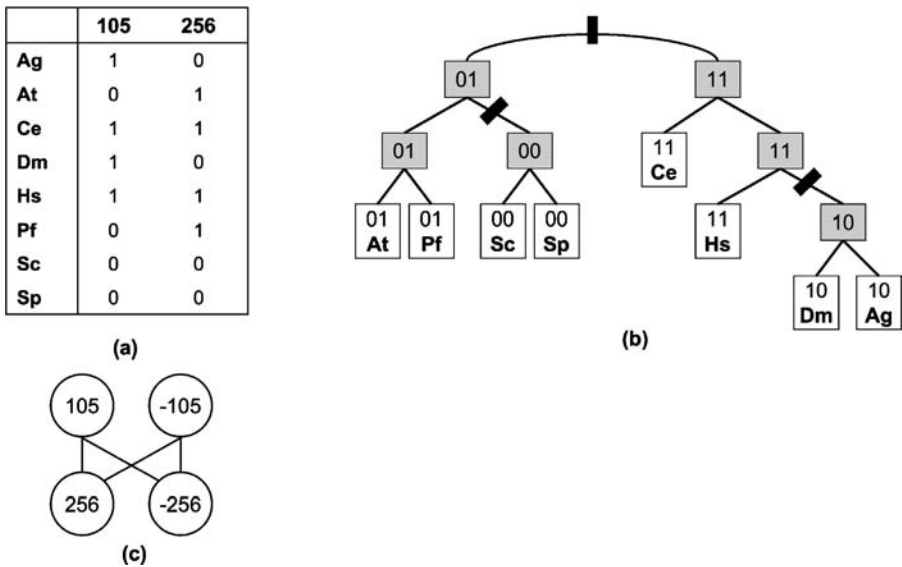 105 256
Ag 1 0
At 0 1
Ce 1 1
Dm 1 0
Hs 1 1
Pf 0 1
Sc 0 0
Sp 0 0
(a)
01 11
01 00 11 Ce 11
01 At 01 Pf 00 Sc 00 Sp 11 Hs 10
10 Dm 10 Ag
(b)
105 -105
256 -256
(c)